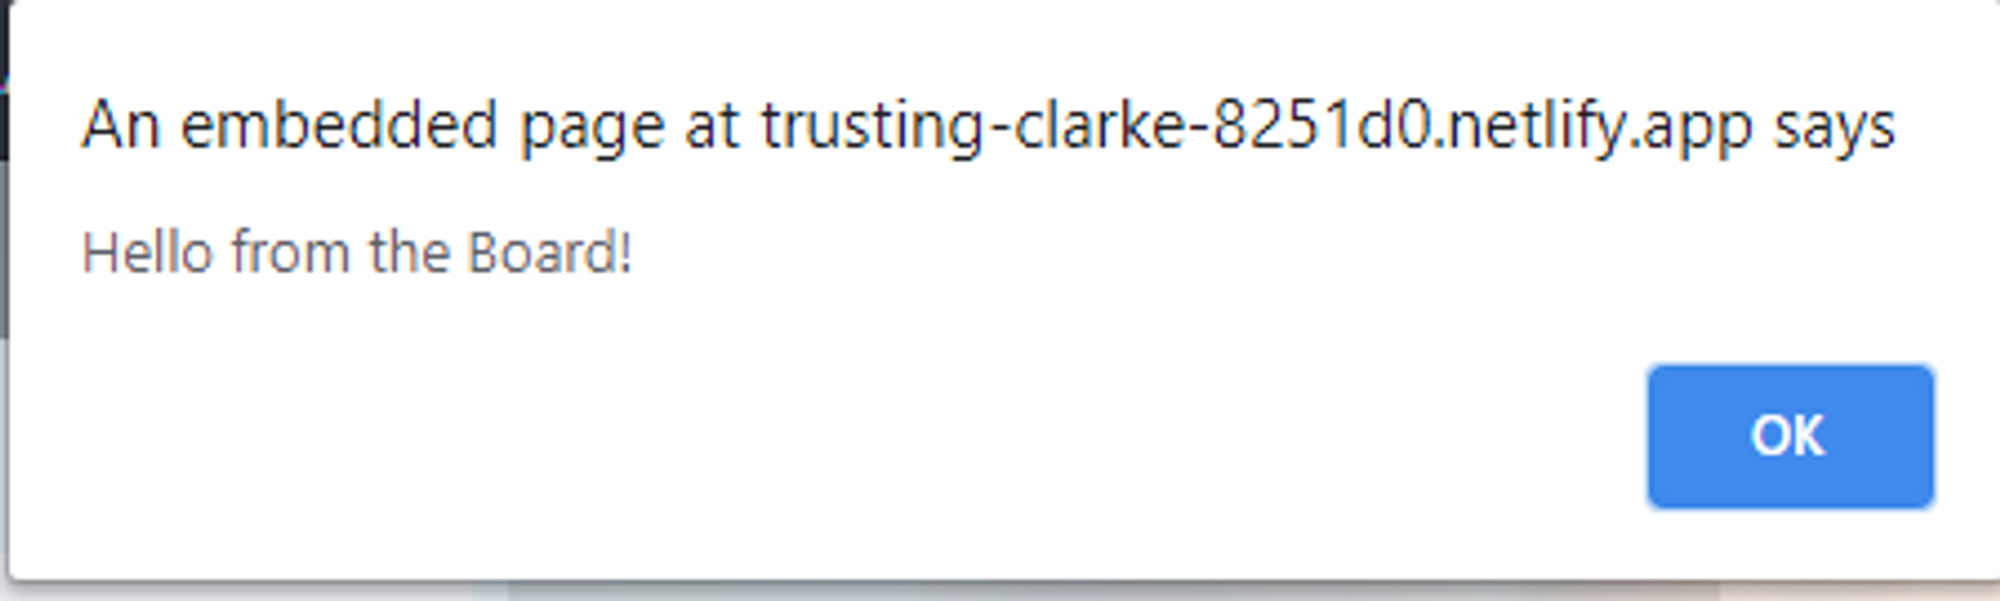 An embedded page at trusting-clarke-8251d0.netlify.app says
Hello from the Board!
OK